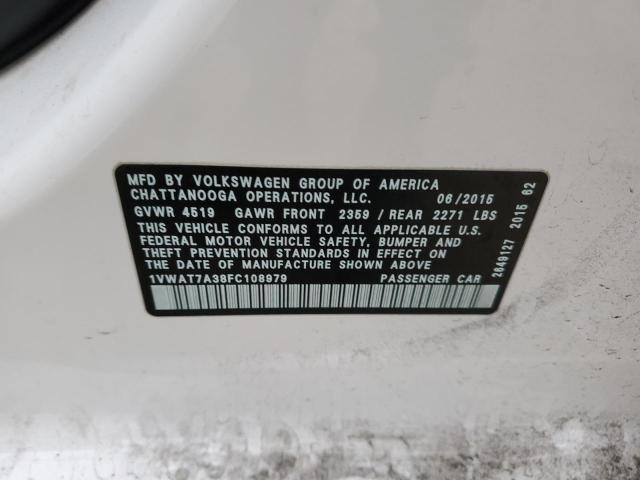 MFD BY VOLKSWAGEN GROUP OF AMERICA
CHATTANOOGA OPERATIONS, LLC. 06/2015
GVWR 4519 GAWR FRONT 2359 / REAR 2271 LBS
THIS VEHICLE CONFORMS TO ALL APPLICABLE U.S.
FEDERAL MOTOR VEHICLE SAFETY, BUMPER AND
THEFT PREVENTION STANDARDS IN EFFECT ON
THE DATE OF MANUFACTURE SHOWN ABOVE
1VWAT7A38FC108979 PASSENGER CAR
2649127 2015 62